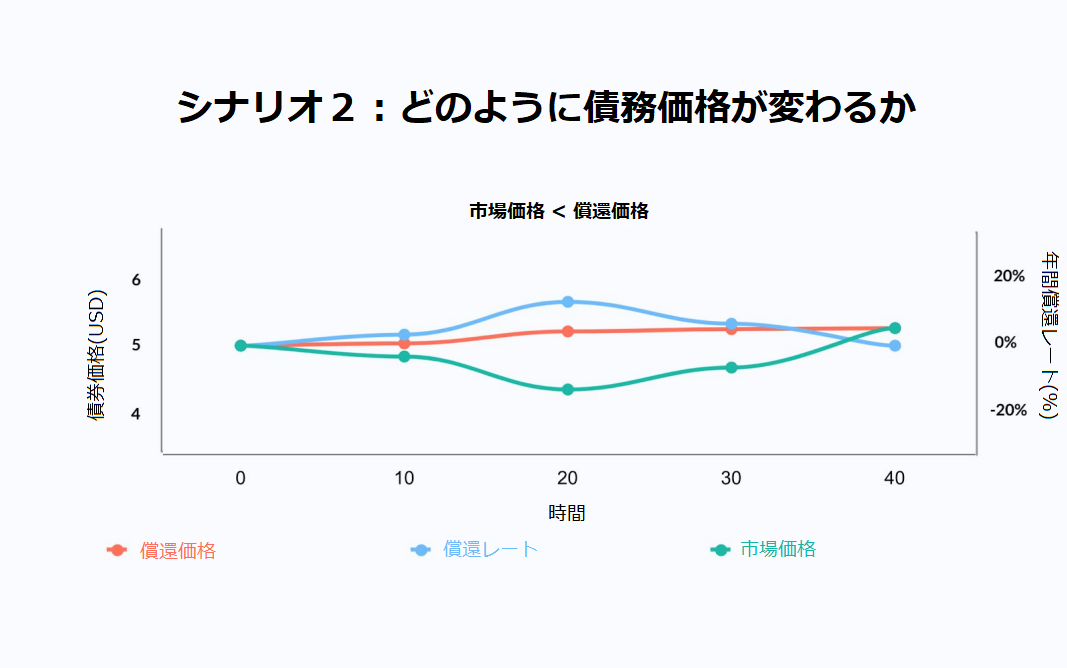 シナリオ２：どのように債務価格が変わるか
市場価格 < 償還価格
債券価格(USD)
6
5
4
20%
0%
-20%
年間償還レート(%)
0 10 20 30 40
時間
償還価格 償還レート 市場価格